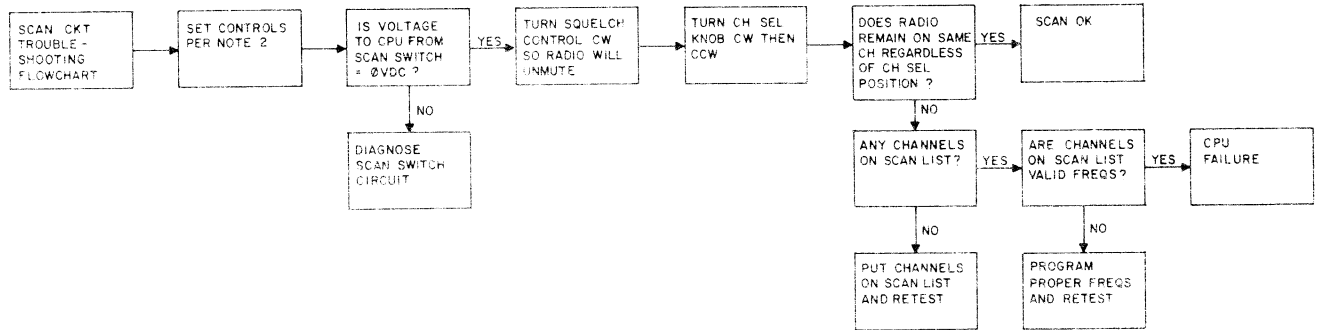 SCAN CKT
TROUBLE -
SHOOTING
FLOWCHART
SET CONTROLS
PER NOTE 2
IS VOLTAGE
TO CPU FROM
SCAN SWITCH
= ØVDC ?
YES
TURN SQUELCH
CONTROL CW
SO RADIO WILL
UNMUTE
TURN CH SEL
KNOB CW THEN
CCW
DOES RADIO
REMAIN ON SAME
CH REGARDLESS
OF CH SEL
POSITION ?
YES
SCAN OK
NO
DIAGNOSE
SCAN SWITCH
CIRCUIT
NO
ANY CHANNELS
ON SCAN LIST?
YES
ARE CHANNELS
ON SCAN LIST
VALID FREQS?
YES
CPU
FAILURE
NO
PUT CHANNELS
ON SCAN LIST
AND RETEST
NO
PROGRAM
PROPER FREQS
AND RETEST